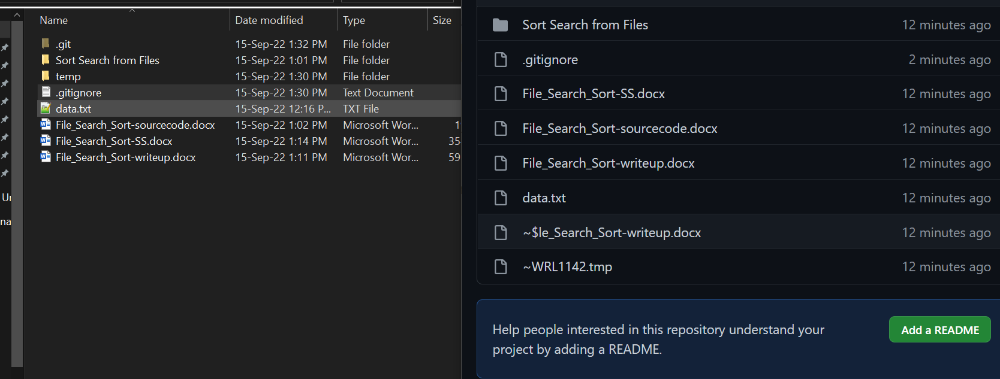 Name Date modified Type Size
.git 15-Sep-22 1:32 PM File folder
Sort Search from Files 15-Sep-22 1:01 PM File folder
temp 15-Sep-22 1:30 PM File folder
.gitignore 15-Sep-22 1:30 PM Text Document
data.txt 15-Sep-22 12:16 P... TXT File
File_Search_Sort-sourcecode.docx 15-Sep-22 1:02 PM Microsoft Wor... 1
File_Search_Sort-SS.docx 15-Sep-22 1:14 PM Microsoft Wor... 35
File_Search_Sort-writeup.docx 15-Sep-22 1:11 PM Microsoft Wor... 59
Ur
na
Sort Search from Files 12 minutes ago
.gitignore 2 minutes ago
File_Search_Sort-SS.docx 12 minutes ago
File_Search_Sort-sourcecode.docx 12 minutes ago
File_Search_Sort-writeup.docx 12 minutes ago
data.txt 12 minutes ago
~$le_Search_Sort-writeup.docx 12 minutes ago
~WRL1142.tmp 12 minutes ago
Help people interested in this repository understand your
project by adding a README.
Add a README